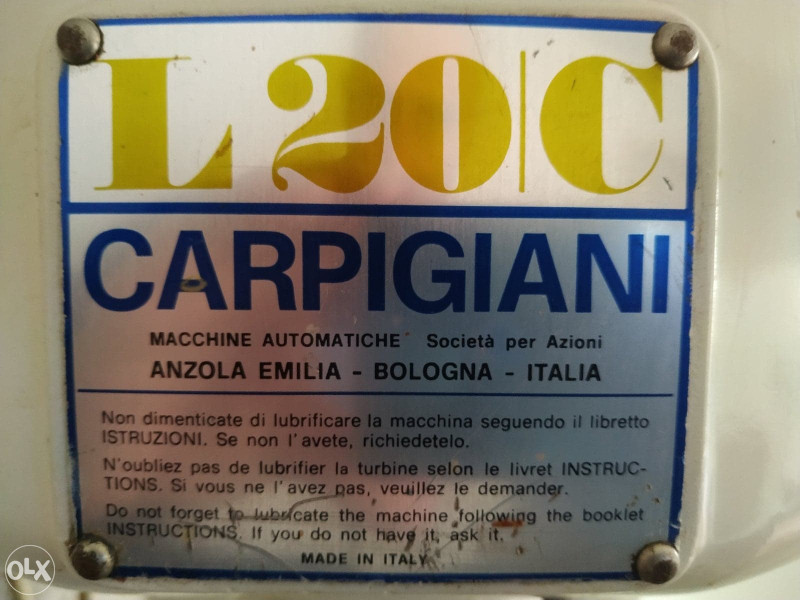 L 20/C
CARPIGIANI
MACCHINE AUTOMATICHE Società per Azioni
ANZOLA EMILIA - BOLOGNA - ITALIA
Non dimenticate di lubrificare la macchina seguendo il libretto
ISTRUZIONI. Se non l'avete, richiedetelo.
N'oubliez pas de lubrifier la turbine selon le livret INSTRUC-
TIONS. Si vous ne l'avez pas, veuillez le demander.
Do not forget to lubricate the machine following the booklet
INSTRUCTIONS. If you do not have it, ask it.
MADE IN ITALY
OLX